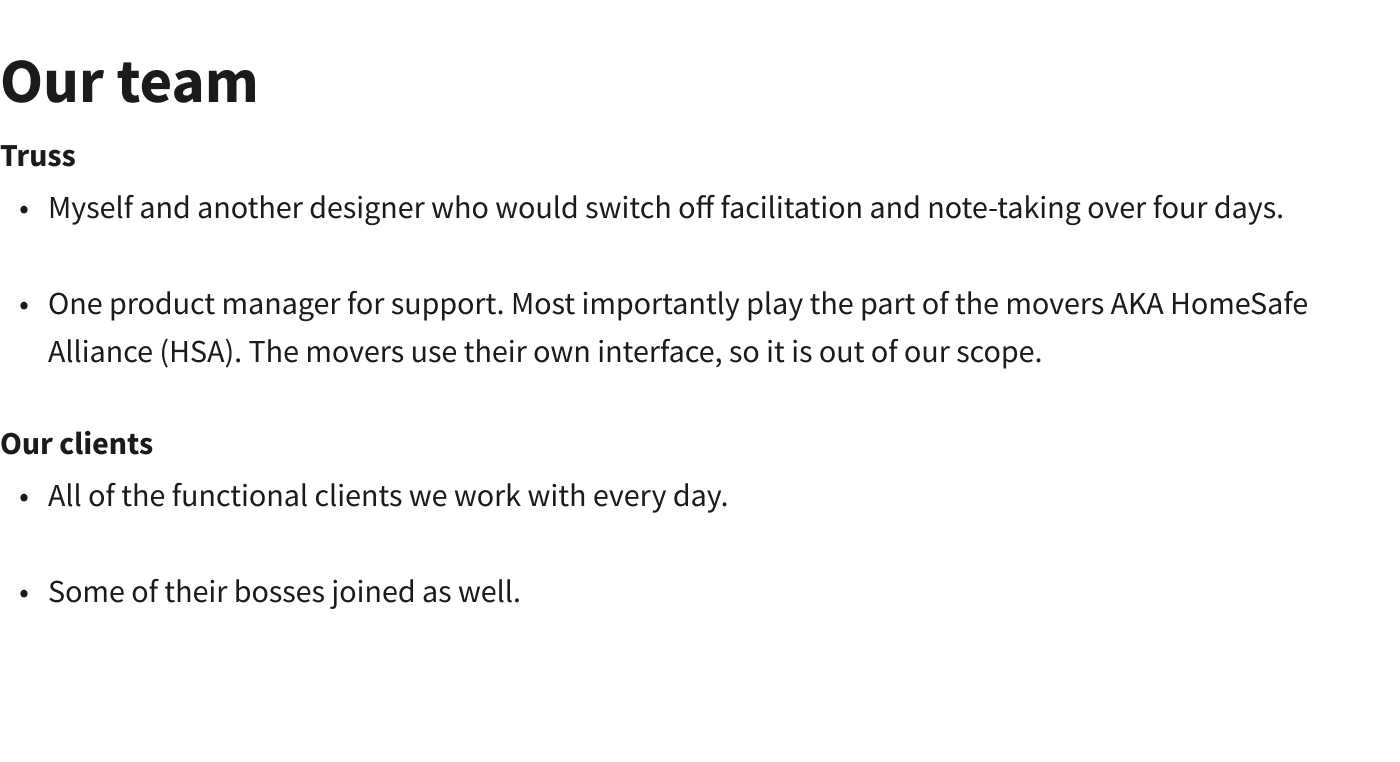 Our team
Truss
• Myself and another designer who would switch off facilitation and note-taking over four days.
• One product manager for support. Most importantly play the part of the movers AKA HomeSafe
Alliance (HSA). The movers use their own interface, so it is out of our scope.
Our clients
• All of the functional clients we work with every day.
• Some of their bosses joined as well.